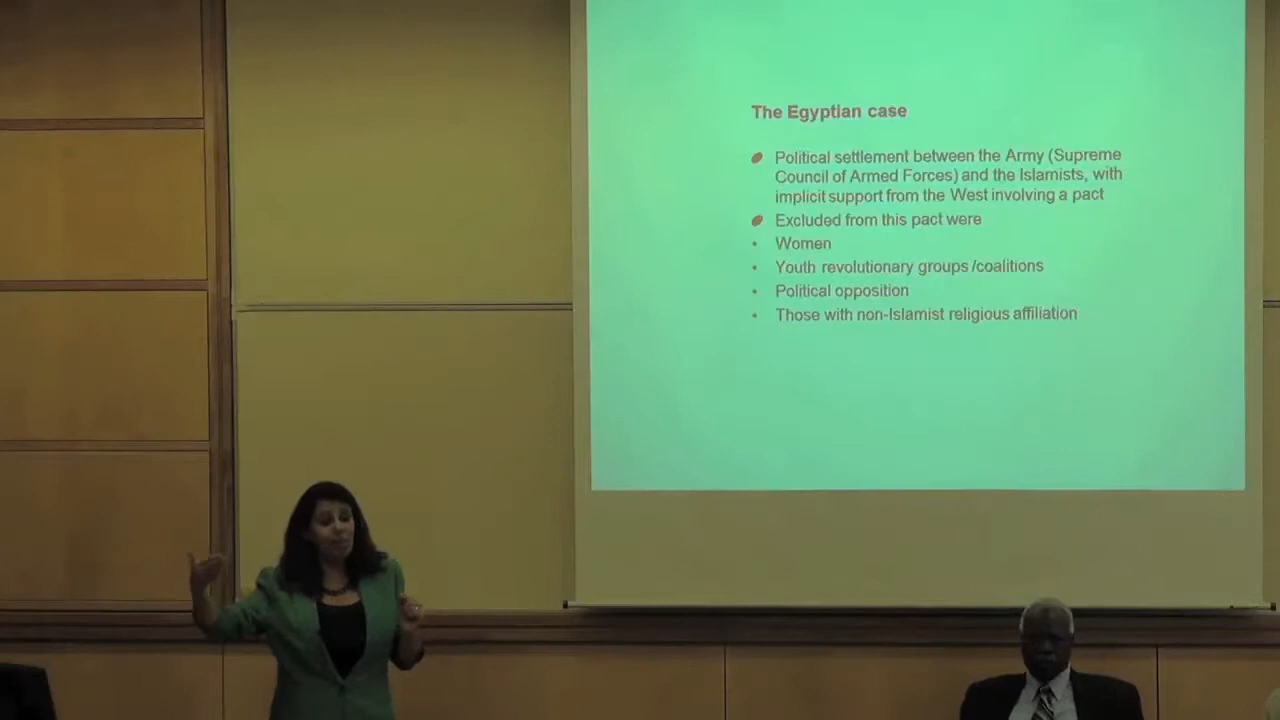 The Egyptian case
Political settlement between the Army (Supreme
Council of Armed Forces) and the Islamists, with
implicit support from the West involving a pact
Excluded from this pact were
• Women
• Youth revolutionary groups /coalitions
• Political opposition
• Those with non-Islamist religious affiliation